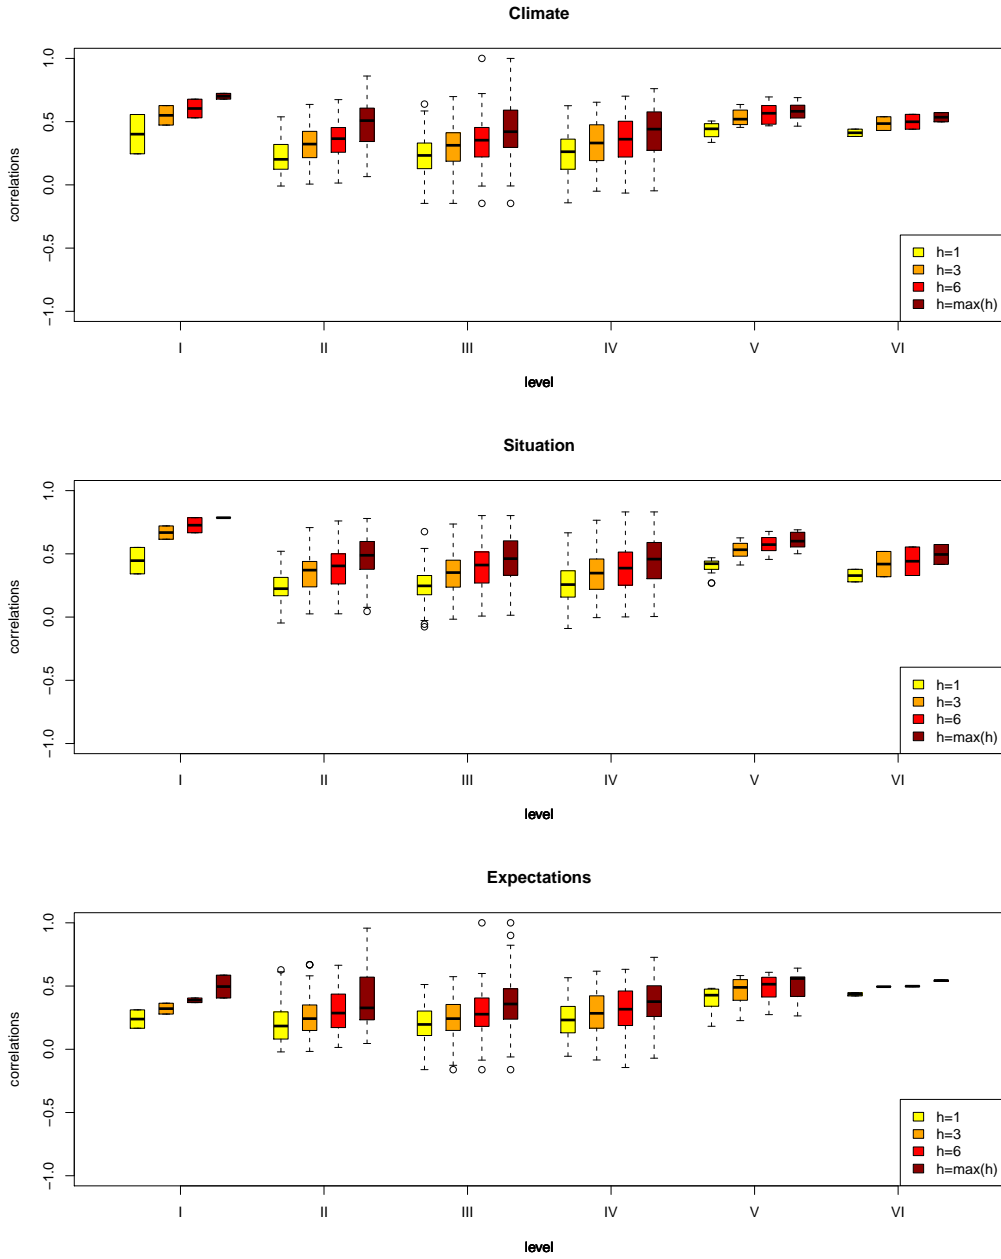 Climate
correlations
1.0
0.5
0.0
−0.5
−1.0
h=1
h=3
h=6
h=max(h)
I II III IV V VI
level
Situation
correlations
1.0
0.5
0.0
−0.5
−1.0
h=1
h=3
h=6
h=max(h)
I II III IV V VI
level
Expectations
correlations
1.0
0.5
0.0
−0.5
−1.0
h=1
h=3
h=6
h=max(h)
I II III IV V VI
level